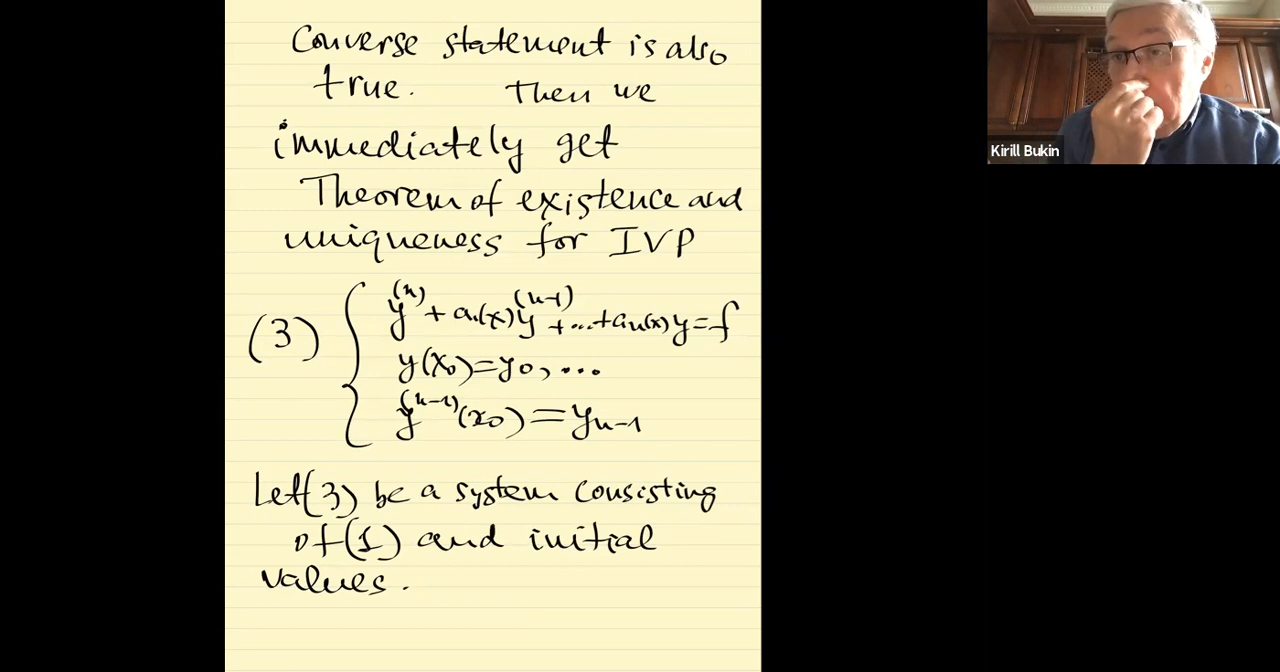 Converse statement is also
true. Then we
immediately get
Theorem of existence and
uniqueness for IVP
(3) { y^(n) + a₁(x)y^(n-1) + ... + aₙ(x)y = f
y(x₀) = y₀, ...
y^(n-1)(x₀) = yₙ₋₁
Let (3) be a system consisting
of (1) and initial
values.
Kirill Bukin